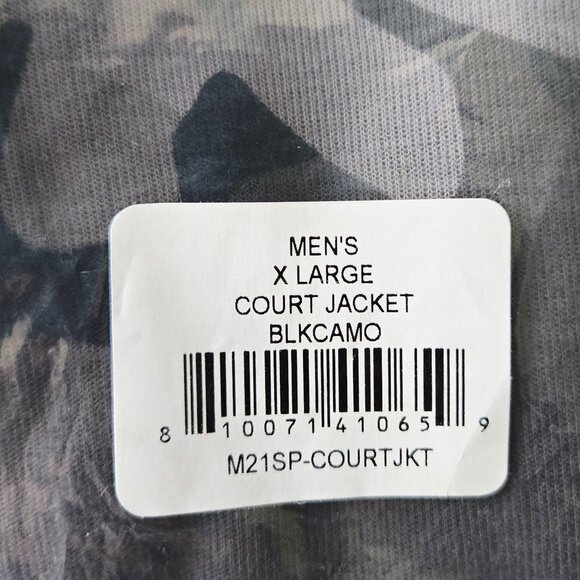 MEN'S
X LARGE
COURT JACKET
BLKCAMO
8 10071 41065 9
M21SP-COURTJKT